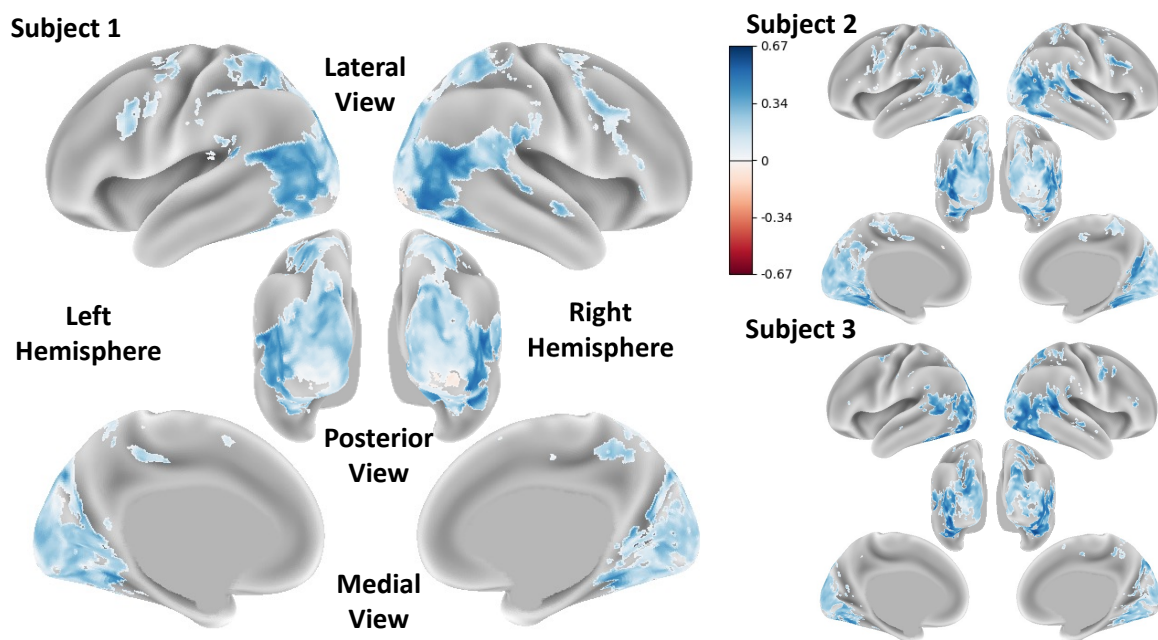 Subject 1
Lateral
View
Left
Hemisphere
Right
Hemisphere
Posterior
View
Medial
View
Subject 2
0.67
0.34
0
-0.34
-0.67
Subject 3